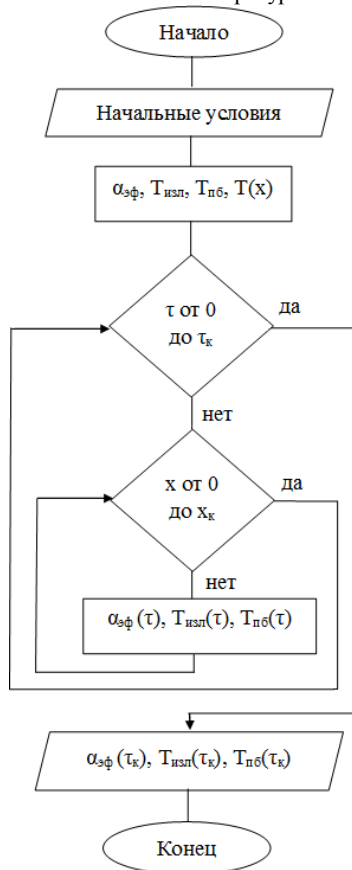 Начало
Начальные условия
αэф, Tизл, Tпб, T(x)
τ от 0
до τк
да
нет
x от 0
до xк
да
нет
αэф (τ), Tизл(τ), Tпб(τ)
αэф (τк), Tизл(τк), Tпб(τк)
Конец